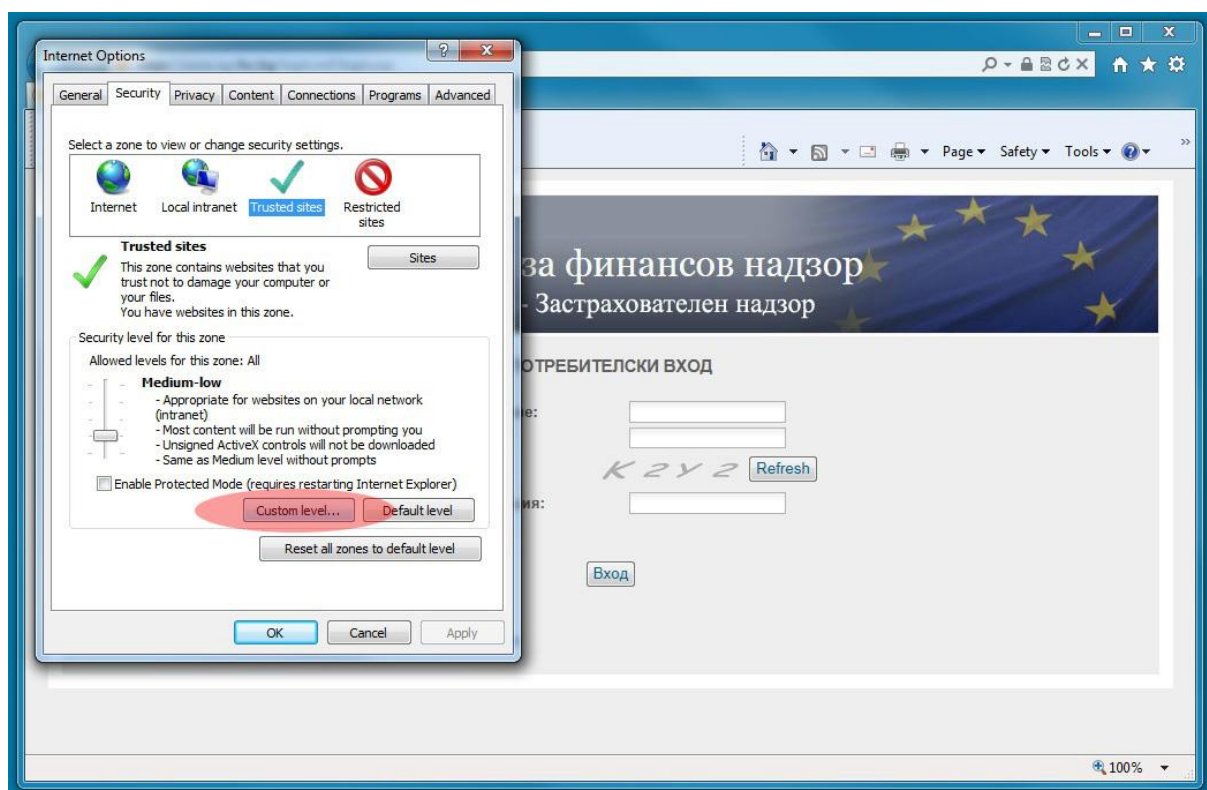 Internet Options
General Security Privacy Content Connections Programs Advanced
Select a zone to view or change security settings.
Internet Local intranet Trusted sites Restricted sites
Trusted sites
Sites
This zone contains websites that you
trust not to damage your computer or
your files.
You have websites in this zone.
Security level for this zone
Allowed levels for this zone: All
Medium-low
- Appropriate for websites on your local network
(intranet)
- Most content will be run without prompting you
- Unsigned ActiveX controls will not be downloaded
- Same as Medium level without prompts
Enable Protected Mode (requires restarting Internet Explorer)
Custom level... Default level
Reset all zones to default level
OK Cancel Apply
Page Safety Tools
за финансов надзор
- Застрахователен надзор
ОТРЕБИТЕЛСКИ ВХОД
е:
K 2 Y 2 Refresh
ия:
Вход
100%